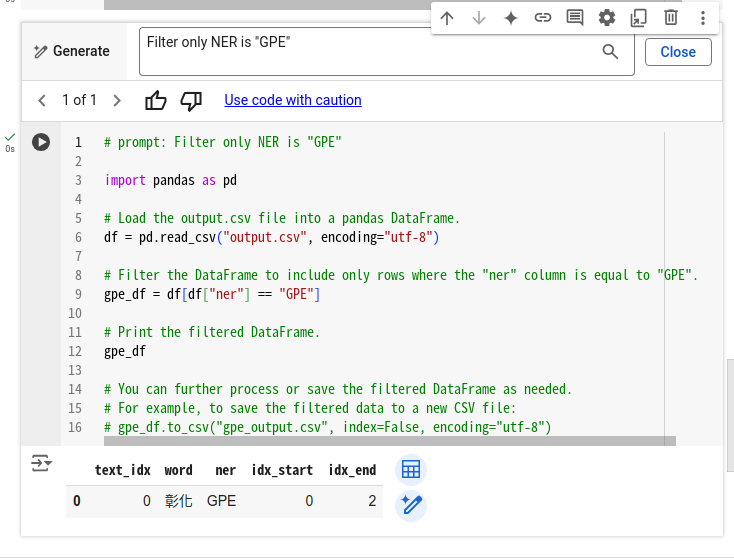 Generate
Filter only NER is "GPE"
Close
1 of 1
Use code with caution
0s
1 # prompt: Filter only NER is "GPE"
2
3 import pandas as pd
4
5 # Load the output.csv file into a pandas DataFrame.
6 df = pd.read_csv("output.csv", encoding="utf-8")
7
8 # Filter the DataFrame to include only rows where the "ner" column is equal to "GPE".
9 gpe_df = df[df["ner"] == "GPE"]
10
11 # Print the filtered DataFrame.
12 gpe_df
13
14 # You can further process or save the filtered DataFrame as needed.
15 # For example, to save the filtered data to a new CSV file:
16 # gpe_df.to_csv("gpe_output.csv", index=False, encoding="utf-8")
text_idx word ner idx_start idx_end
0 0 彰化 GPE 0 2